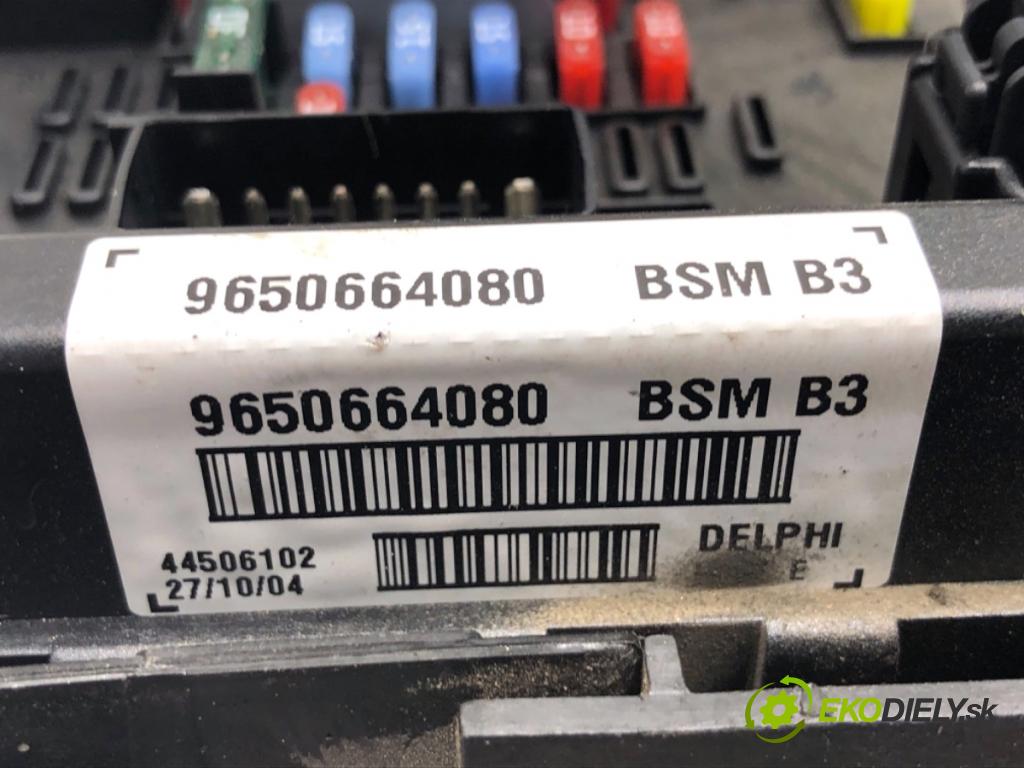 9650664080 BSM B3
9650664080 BSM B3
44506102
27/10/04
DELPHI
E
EKODIELY.sk